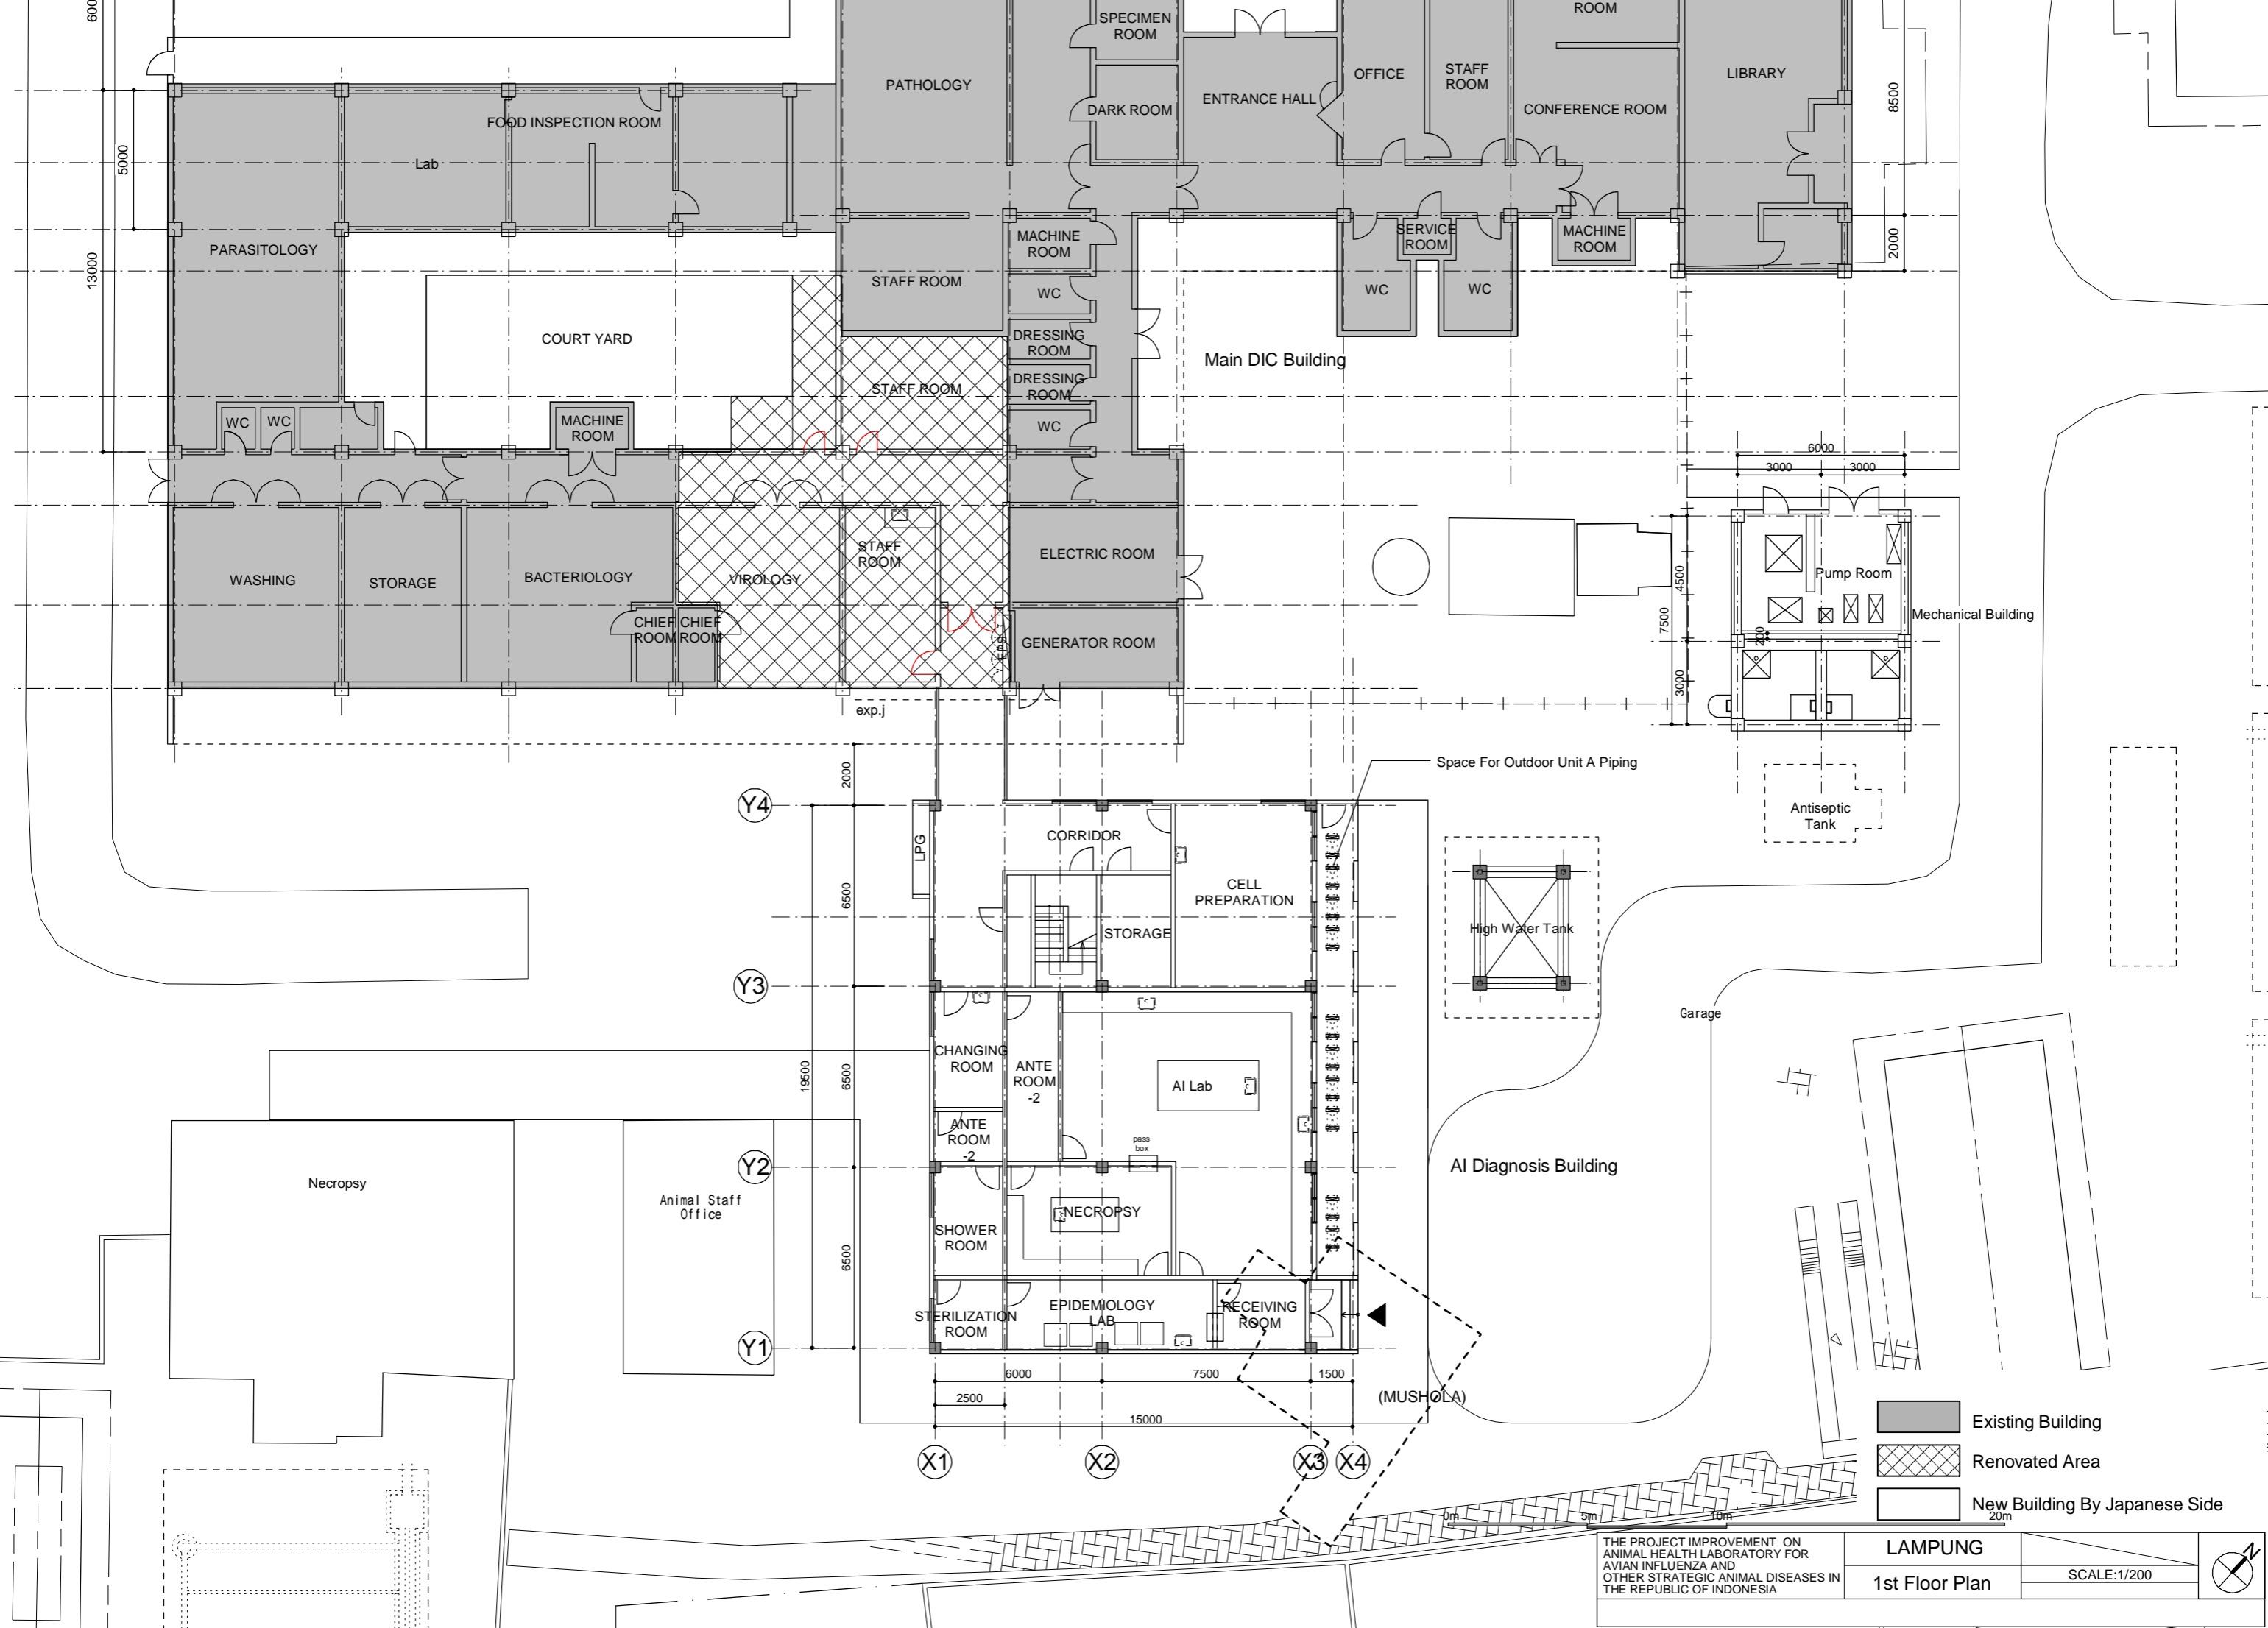 600
SPECIMEN
ROOM
ROOM
PATHOLOGY
OFFICE
STAFF
ROOM
LIBRARY
DARK ROOM
ENTRANCE HALL
CONFERENCE ROOM
8500
FOOD INSPECTION ROOM
5000
Lab
PARASITOLOGY
MACHINE
ROOM
SERVICE
ROOM
MACHINE
ROOM
2000
13000
STAFF ROOM
WC
WC
WC
COURT YARD
DRESSING
ROOM
Main DIC Building
STAFF ROOM
DRESSING
ROOM
WC
WC
MACHINE
ROOM
WC
6000
3000
3000
ELECTRIC ROOM
STAFF
ROOM
WASHING
STORAGE
BACTERIOLOGY
VIROLOGY
Pump Room
4500
7500
Mechanical Building
CHIEF
ROOM
CHIEF
ROOM
EPS
GENERATOR ROOM
200
3000
exp.j
Space For Outdoor Unit A Piping
2000
Y4
Antiseptic
Tank
CORRIDOR
LPG
6500
CELL
PREPARATION
STORAGE
High Water Tank
Y3
Garage
CHANGING
ROOM
ANTE
ROOM
-2
AI Lab
19500
6500
ANTE
ROOM
-2
pass
box
Y2
AI Diagnosis Building
Necropsy
Animal Staff
Office
NECROPSY
SHOWER
ROOM
6500
STERILIZATION
ROOM
EPIDEMIOLOGY
LAB
RECEIVING
ROOM
Y1
6000
7500
1500
2500
(MUSHOLA)
15000
X1
X2
X3
X4
Existing Building
Renovated Area
New Building By Japanese Side
0m
5m
10m
20m
THE PROJECT IMPROVEMENT ON
ANIMAL HEALTH LABORATORY FOR
AVIAN INFLUENZA AND
OTHER STRATEGIC ANIMAL DISEASES IN
THE REPUBLIC OF INDONESIA
LAMPUNG
1st Floor Plan
SCALE:1/200
N